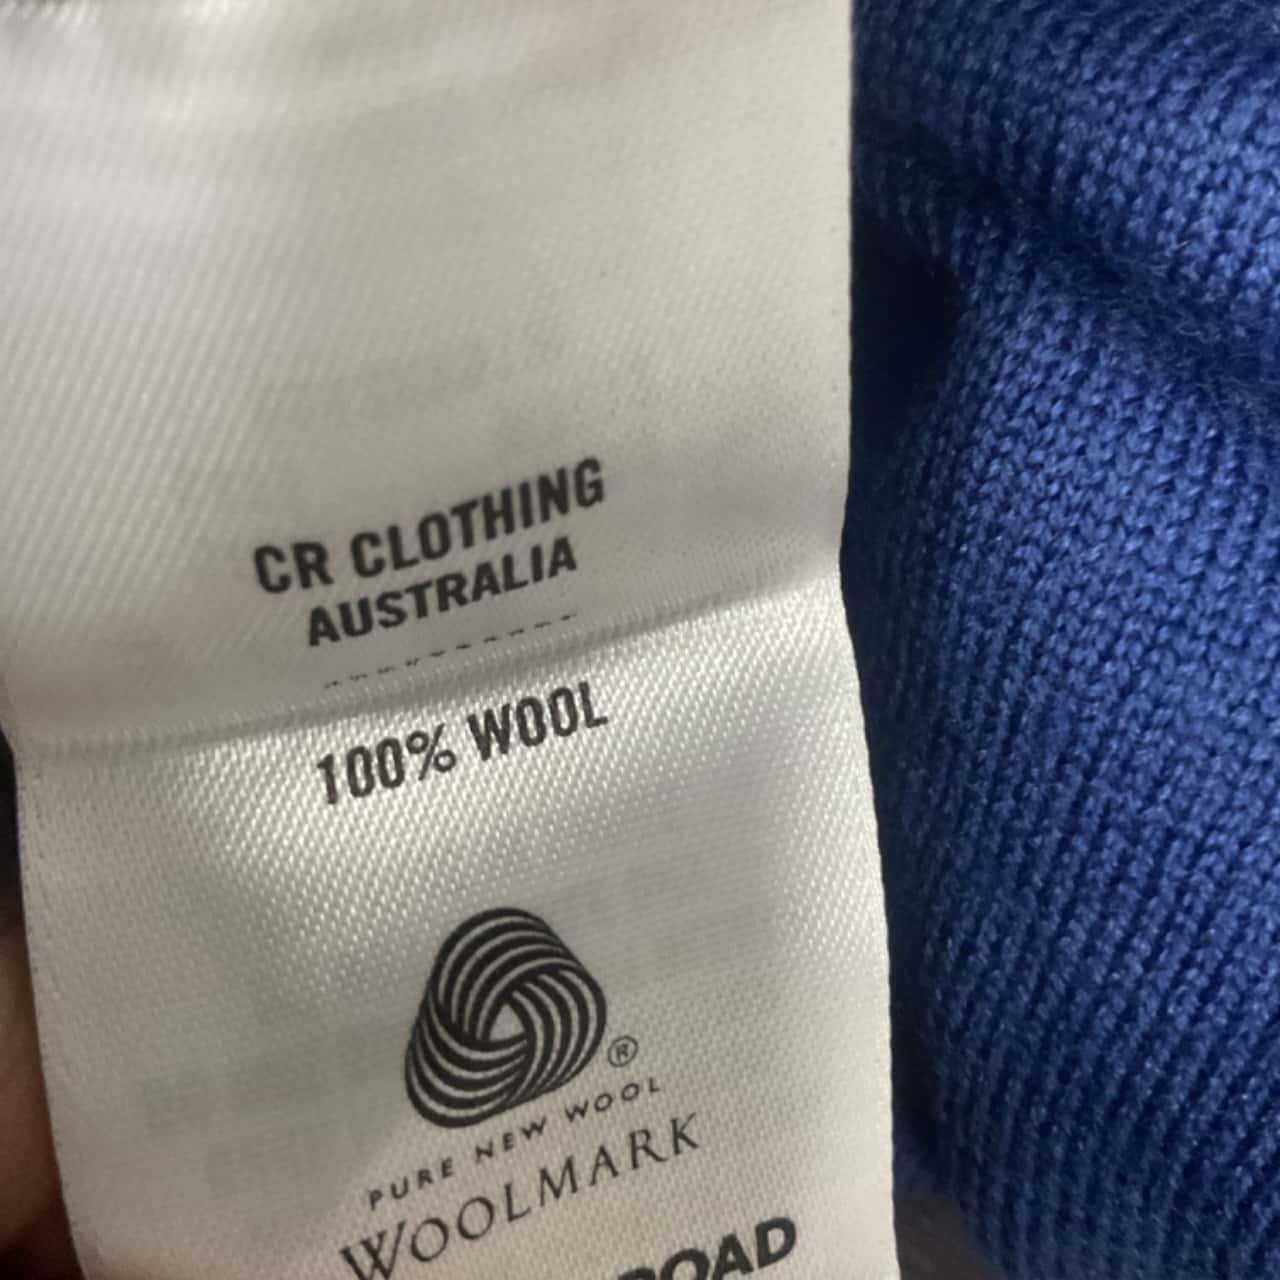 CR CLOTHING
AUSTRALIA
100% WOOL
®
PURE NEW WOOL
WOOLMARK